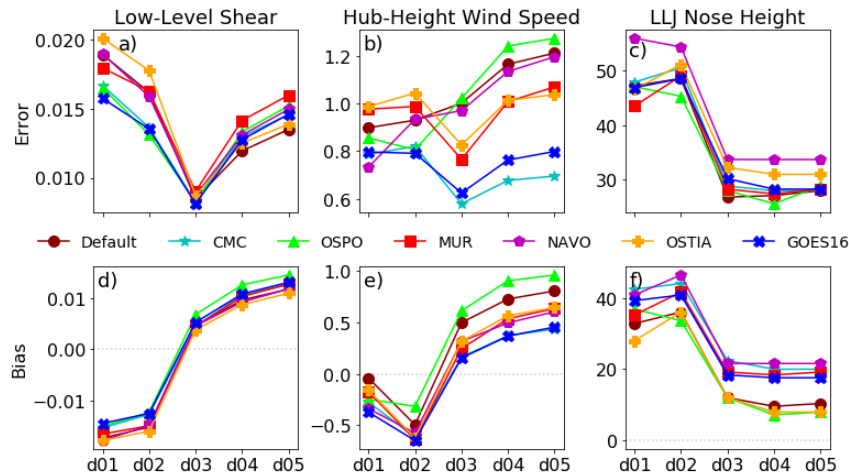 Low-Level Shear Hub-Height Wind Speed LLJ Nose Height
a) b) c)
0.020
0.015
0.010
Error
1.2
1.0
0.8
0.6
50
40
30
Default CMC OSPO MUR NAVO OSTIA GOES16
d) e) f)
0.01
0.00
−0.01
Bias
1.0
0.5
0.0
−0.5
40
20
0
d01 d02 d03 d04 d05 d01 d02 d03 d04 d05 d01 d02 d03 d04 d05